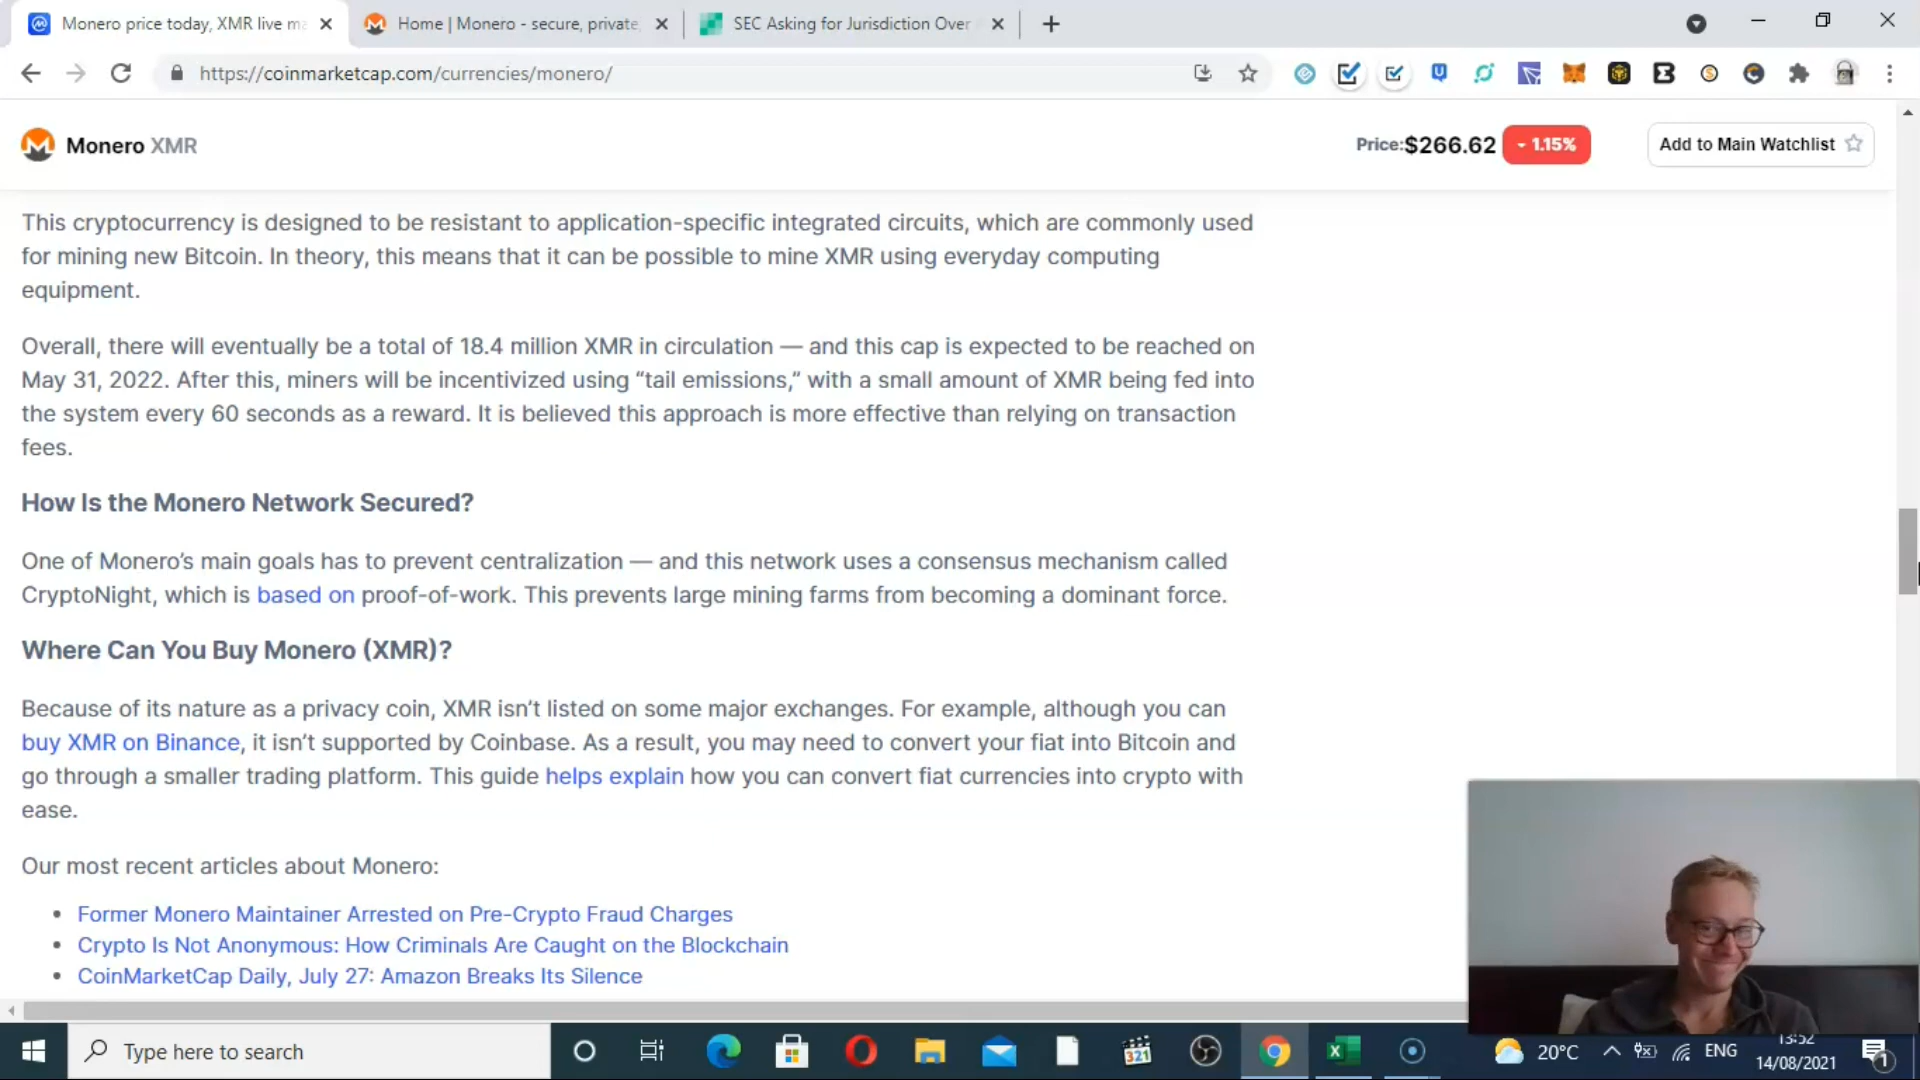 Monero price today, XMR live ma
Home | Monero - secure, private,
SEC Asking for Jurisdiction Over
https://coinmarketcap.com/currencies/monero/
Monero XMR
Price:$266.62
1.15%
Add to Main Watchlist
This cryptocurrency is designed to be resistant to application-specific integrated circuits, which are commonly used
for mining new Bitcoin. In theory, this means that it can be possible to mine XMR using everyday computing
equipment.
Overall, there will eventually be a total of 18.4 million XMR in circulation — and this cap is expected to be reached on
May 31, 2022. After this, miners will be incentivized using “tail emissions,” with a small amount of XMR being fed into
the system every 60 seconds as a reward. It is believed this approach is more effective than relying on transaction
fees.
How Is the Monero Network Secured?
One of Monero’s main goals has to prevent centralization — and this network uses a consensus mechanism called
CryptoNight, which is based on proof-of-work. This prevents large mining farms from becoming a dominant force.
Where Can You Buy Monero (XMR)?
Because of its nature as a privacy coin, XMR isn’t listed on some major exchanges. For example, although you can
buy XMR on Binance, it isn’t supported by Coinbase. As a result, you may need to convert your fiat into Bitcoin and
go through a smaller trading platform. This guide helps explain how you can convert fiat currencies into crypto with
ease.
Our most recent articles about Monero:
• Former Monero Maintainer Arrested on Pre-Crypto Fraud Charges
• Crypto Is Not Anonymous: How Criminals Are Caught on the Blockchain
• CoinMarketCap Daily, July 27: Amazon Breaks Its Silence
Type here to search
321
20°C
ENG
13:52
14/08/2021
1